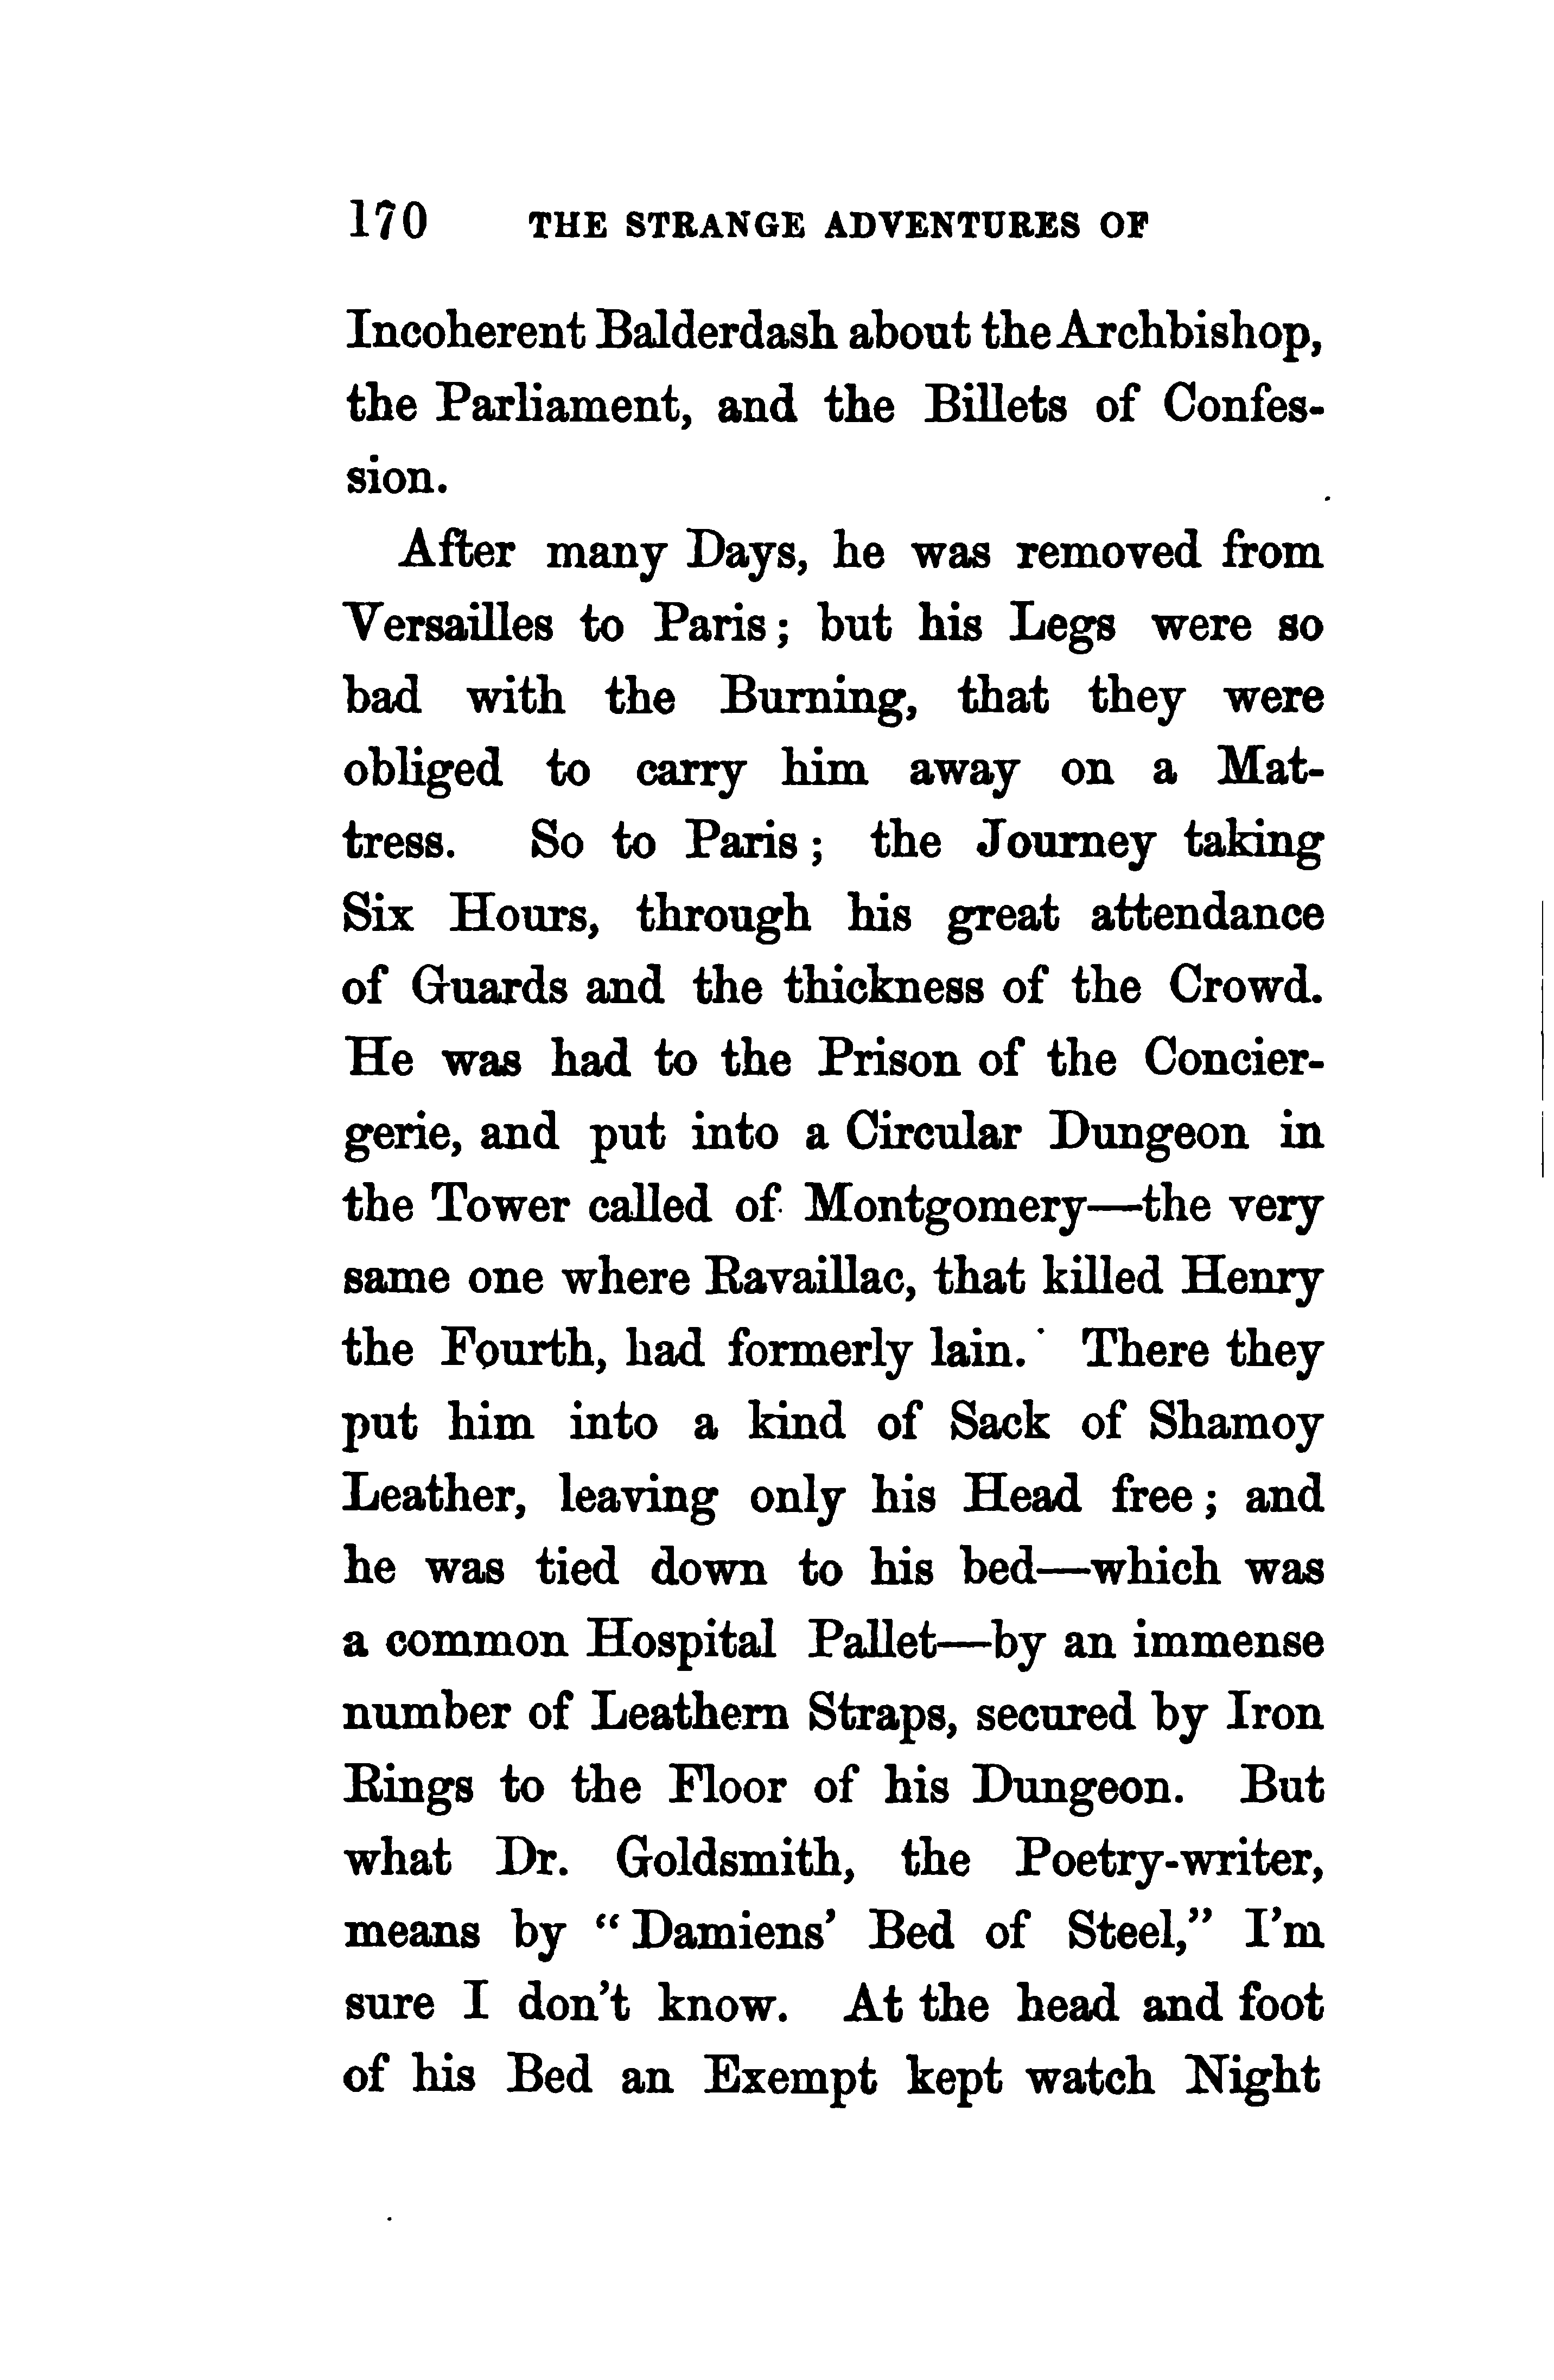 170 THE STRANGE ADVENTURES OF
Incoherent Balderdash about the Archbishop,
the Parliament, and the Billets of Confes-
sion.
After many Days, he was removed from
Versailles to Paris; but his Legs were so
bad with the Burning, that they were
obliged to carry him away on a Mat-
tress. So to Paris; the Journey taking
Six Hours, through his great attendance
of Guards and the thickness of the Crowd.
He was had to the Prison of the Concier-
gerie, and put into a Circular Dungeon in
the Tower called of Montgomery—the very
same one where Ravaillac, that killed Henry
the Fourth, had formerly lain. There they
put him into a kind of Sack of Shamoy
Leather, leaving only his Head free; and
he was tied down to his bed—which was
a common Hospital Pallet—by an immense
number of Leathern Straps, secured by Iron
Rings to the Floor of his Dungeon. But
what Dr. Goldsmith, the Poetry-writer,
means by “Damiens’ Bed of Steel,” I’m
sure I don’t know. At the head and foot
of his Bed an Exempt kept watch Night